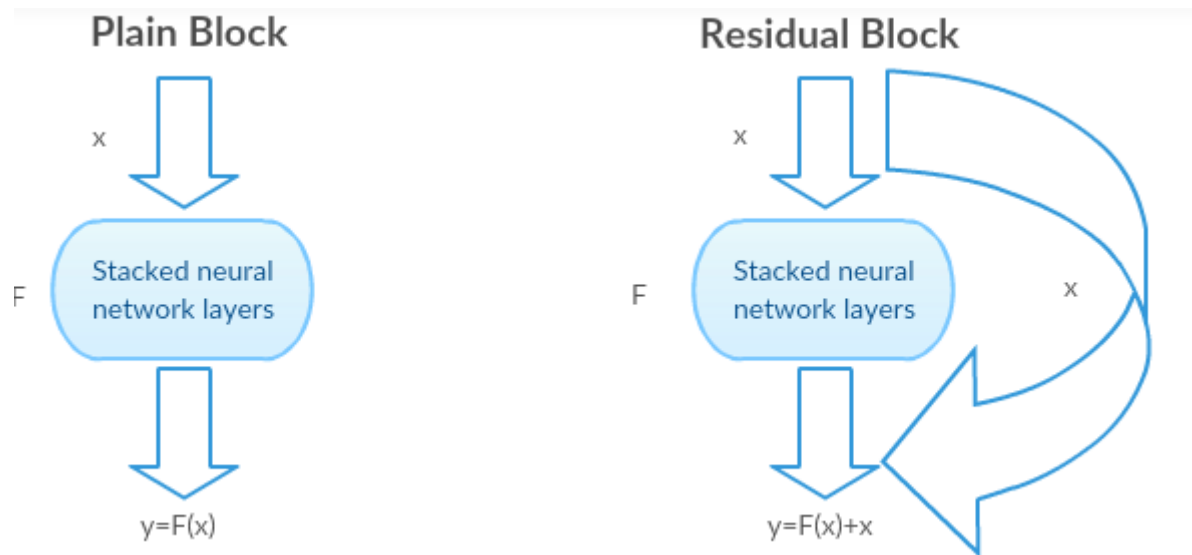 Plain Block
x
F
Stacked neural
network layers
y=F(x)
Residual Block
x
F
Stacked neural
network layers
x
y=F(x)+x